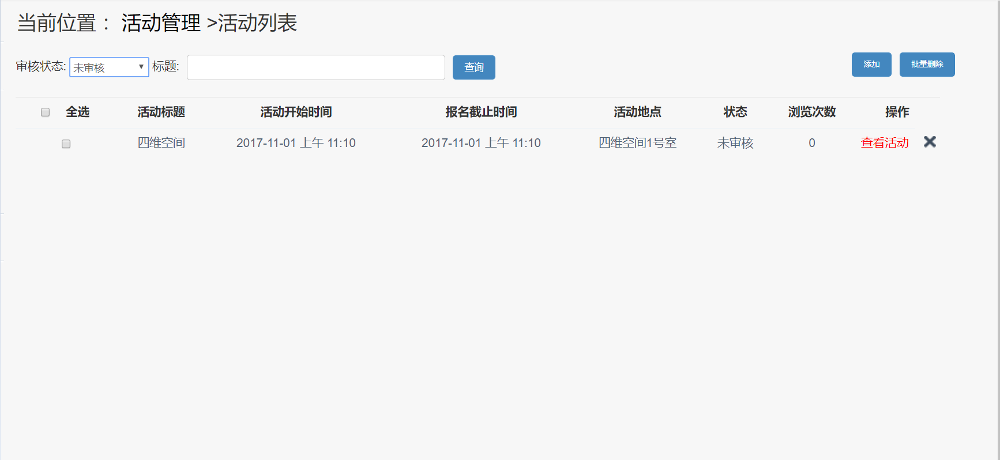 当前位置： 活动管理 >活动列表
审核状态: 未审核 标题: 查询 添加 批量删除
全选 活动标题 活动开始时间 报名截止时间 活动地点 状态 浏览次数 操作
四维空间 2017-11-01 上午 11:10 2017-11-01 上午 11:10 四维空间1号室 未审核 0 查看活动